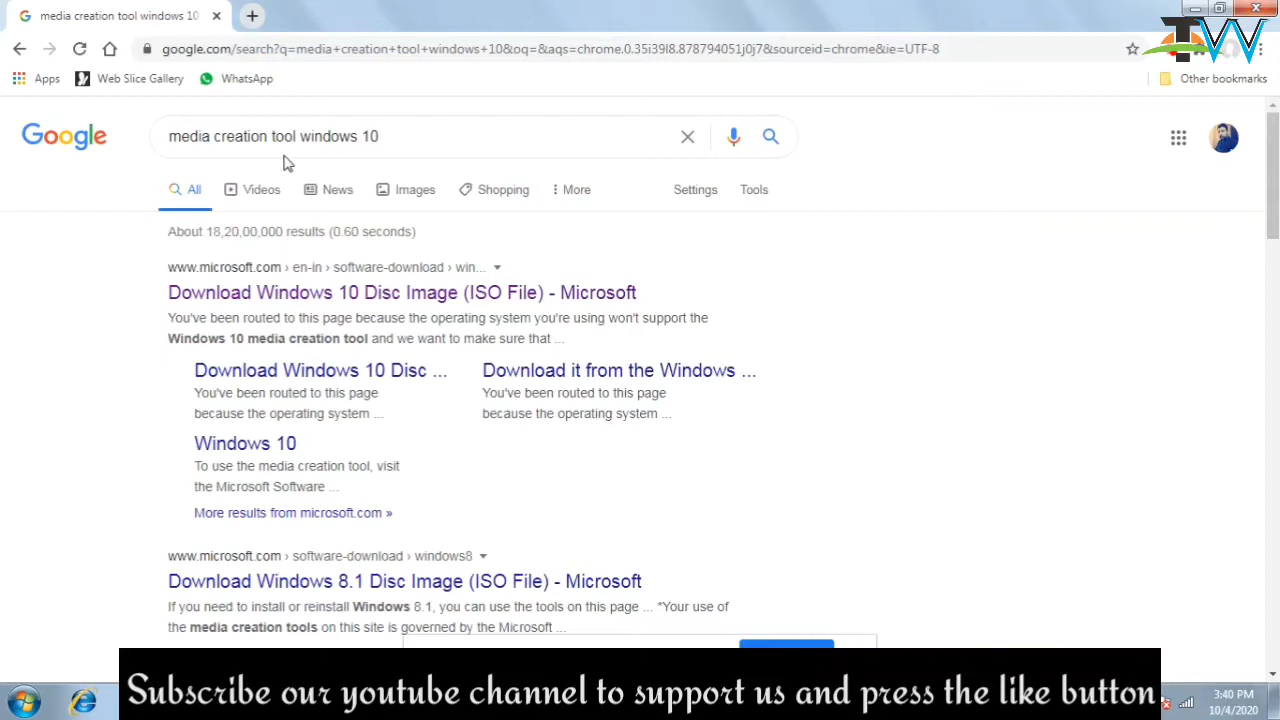 media creation tool windows 10
google.com/search?q=media+creation+tool+windows+10&oq=&aqs=chrome.0.35i39l8.878794051j0j7&sourceid=chrome&ie=UTF-8
Apps Web Slice Gallery WhatsApp Other bookmarks
TW
Google media creation tool windows 10
All Videos News Images Shopping More Settings Tools
About 18,20,00,000 results (0.60 seconds)
www.microsoft.com › en-in › software-download › win...
Download Windows 10 Disc Image (ISO File) - Microsoft
You've been routed to this page because the operating system you're using won't support the
Windows 10 media creation tool and we want to make sure that ...
Download Windows 10 Disc ... Download it from the Windows ...
You've been routed to this page You've been routed to this page
because the operating system ... because the operating system ...
Windows 10
To use the media creation tool, visit
the Microsoft Software ...
More results from microsoft.com »
www.microsoft.com › software-download › windows8
Download Windows 8.1 Disc Image (ISO File) - Microsoft
If you need to install or reinstall Windows 8.1, you can use the tools on this page ... "Your use of
the media creation tools on this site is governed by the Microsoft ...
Subscribe our youtube channel to support us and press the like button
3:40 PM
10/4/2020